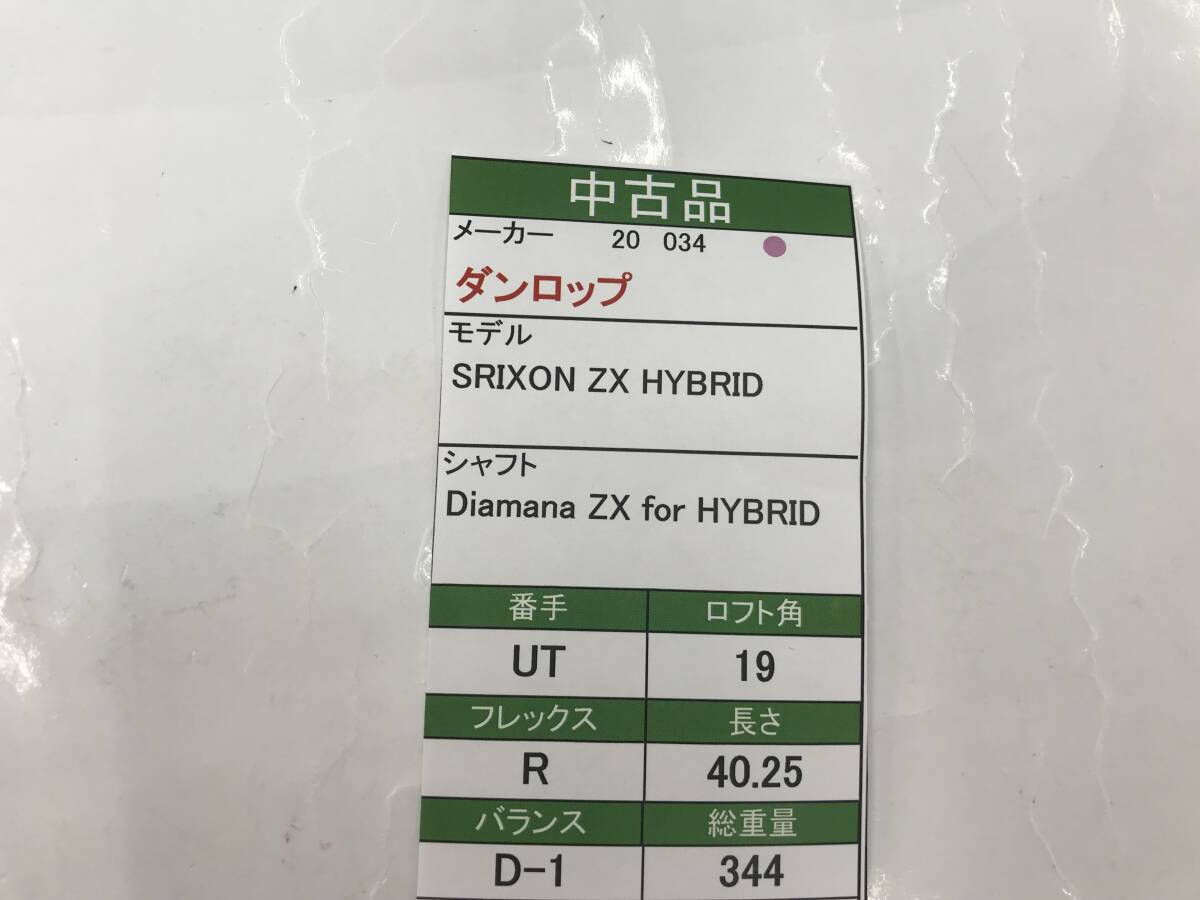 中古品
メーカー 20 034
ダンロップ
モデル
SRIXON ZX HYBRID
シャフト
Diamana ZX for HYBRID
番手 ロフト角
UT 19
フレックス 長さ
R 40.25
バランス 総重量
D-1 344